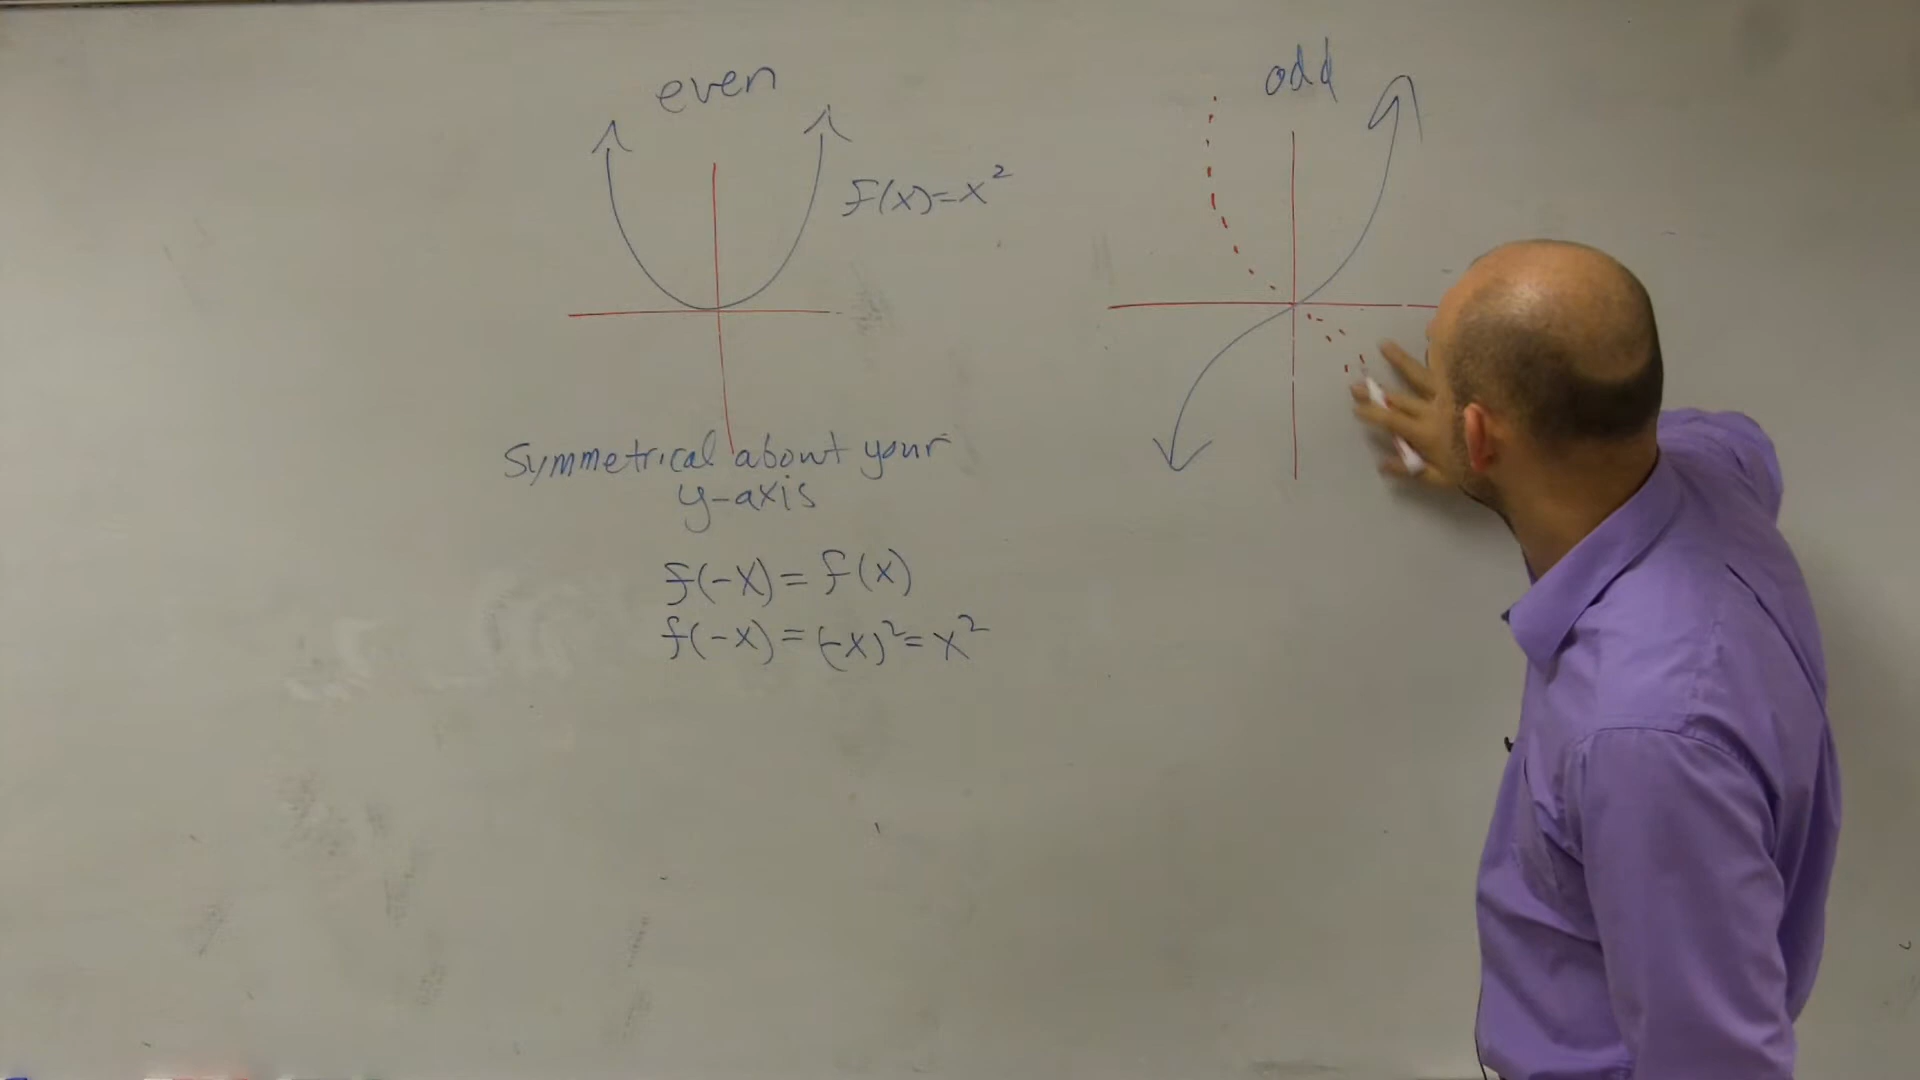 even
f(x)=x²
Symmetrical about your
y-axis
f(-x)=f(x)
f(-x)=(-x)²=x²
odd